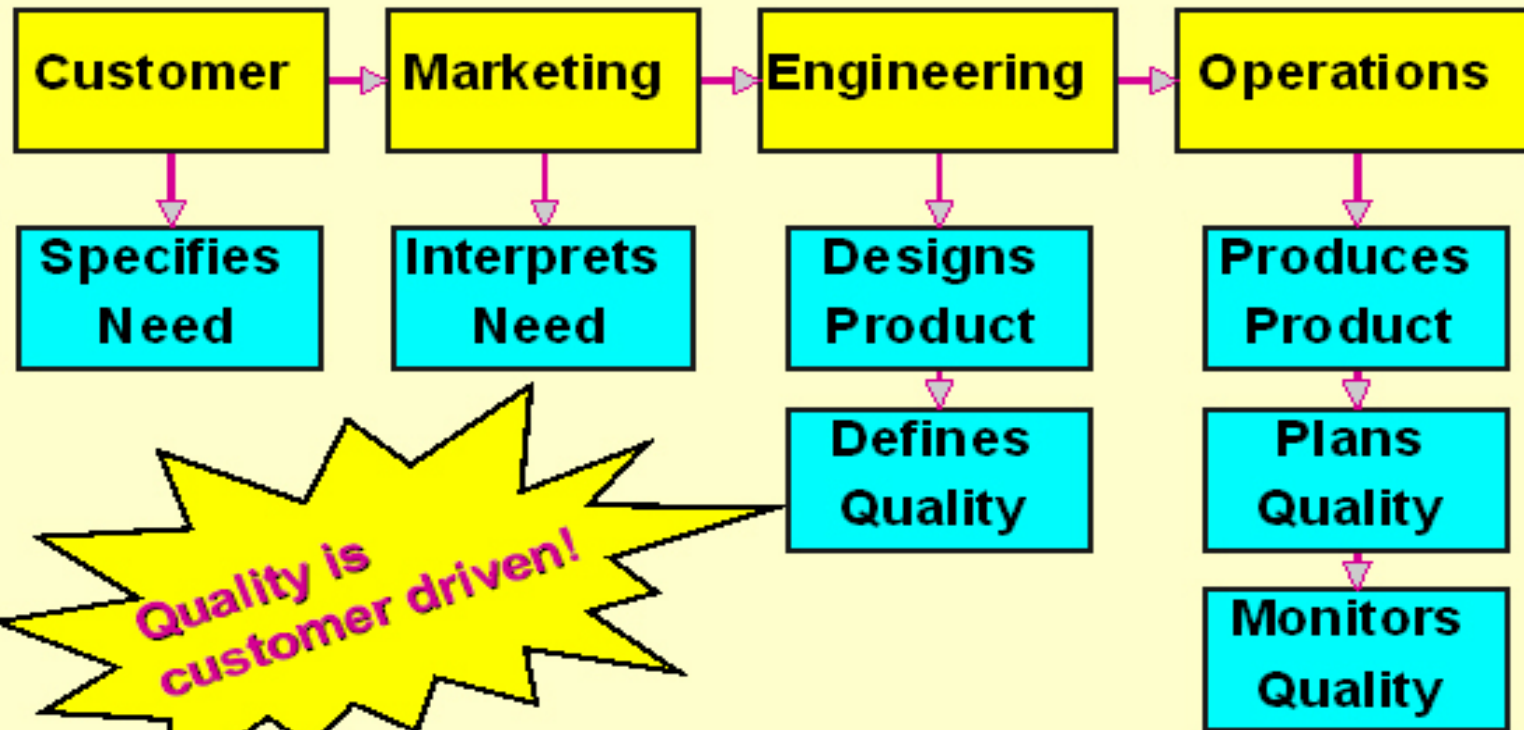 Customer
Marketing
Engineering
Operations
Specifies
Need
Interprets
Need
Designs
Product
Produces
Product
Defines
Quality
Plans
Quality
Monitors
Quality
Quality is
customer driven!